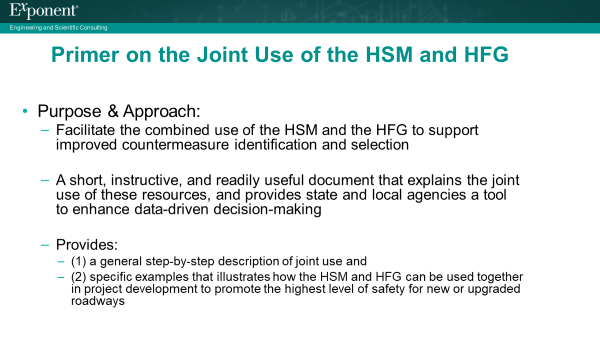 Exponent®
Engineering and Scientific Consulting
Primer on the Joint Use of the HSM and HFG
• Purpose & Approach:
– Facilitate the combined use of the HSM and the HFG to support
improved countermeasure identification and selection
– A short, instructive, and readily useful document that explains the joint
use of these resources, and provides state and local agencies a tool
to enhance data-driven decision-making
– Provides:
– (1) a general step-by-step description of joint use and
– (2) specific examples that illustrates how the HSM and HFG can be used together
in project development to promote the highest level of safety for new or upgraded
roadways